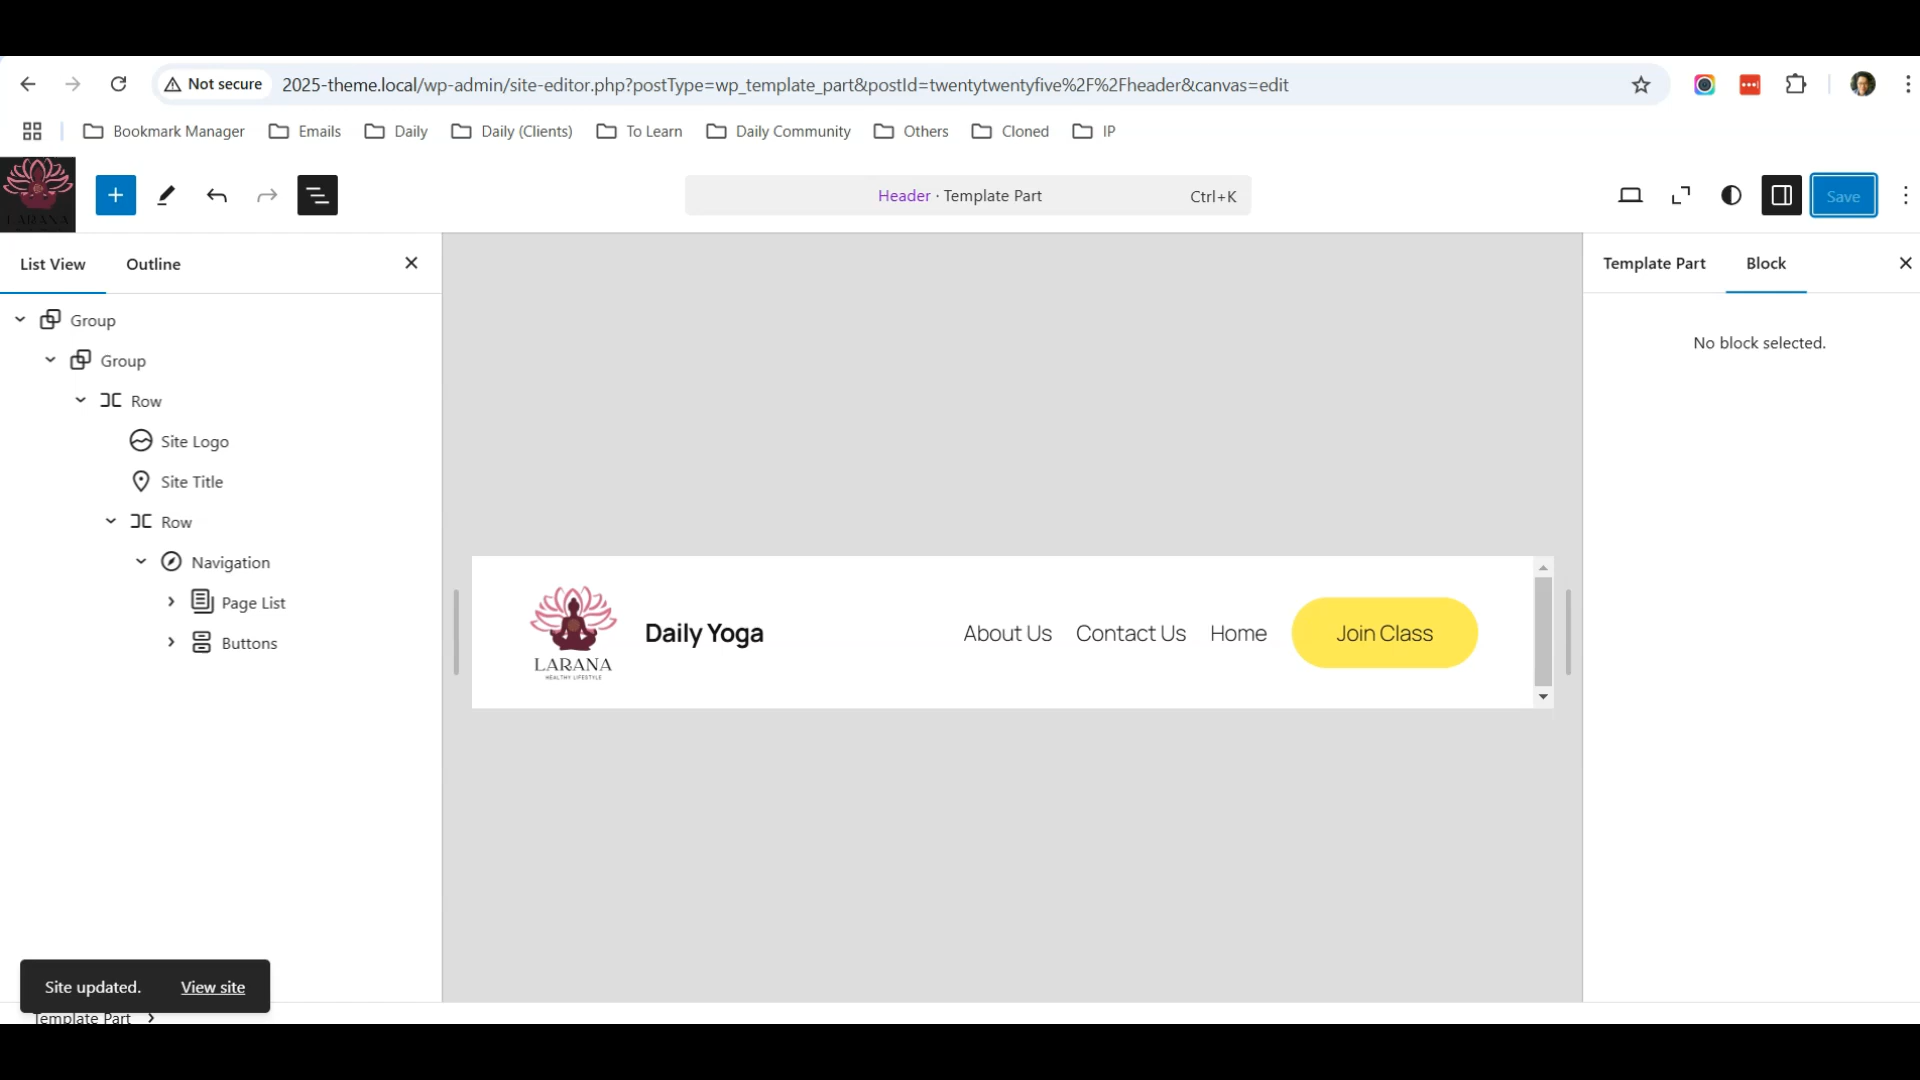 Not secure 2025-theme.local/wp-admin/site-editor.php?postType=wp_template_part&postId=twentytwentyfive%2F%2Fheader&canvas=edit
Bookmark Manager Emails Daily Daily (Clients) To Learn Daily Community Others Cloned IP
LARANA
Header · Template Part Ctrl+K
Save
List View Outline
Template Part Block
Group
No block selected.
Group
Row
Site Logo
Site Title
Row
Navigation
Page List
Buttons
Daily Yoga
About Us Contact Us Home Join Class
LARANA
HEALTHY LIFESTYLE
Site updated. View site
Template Part